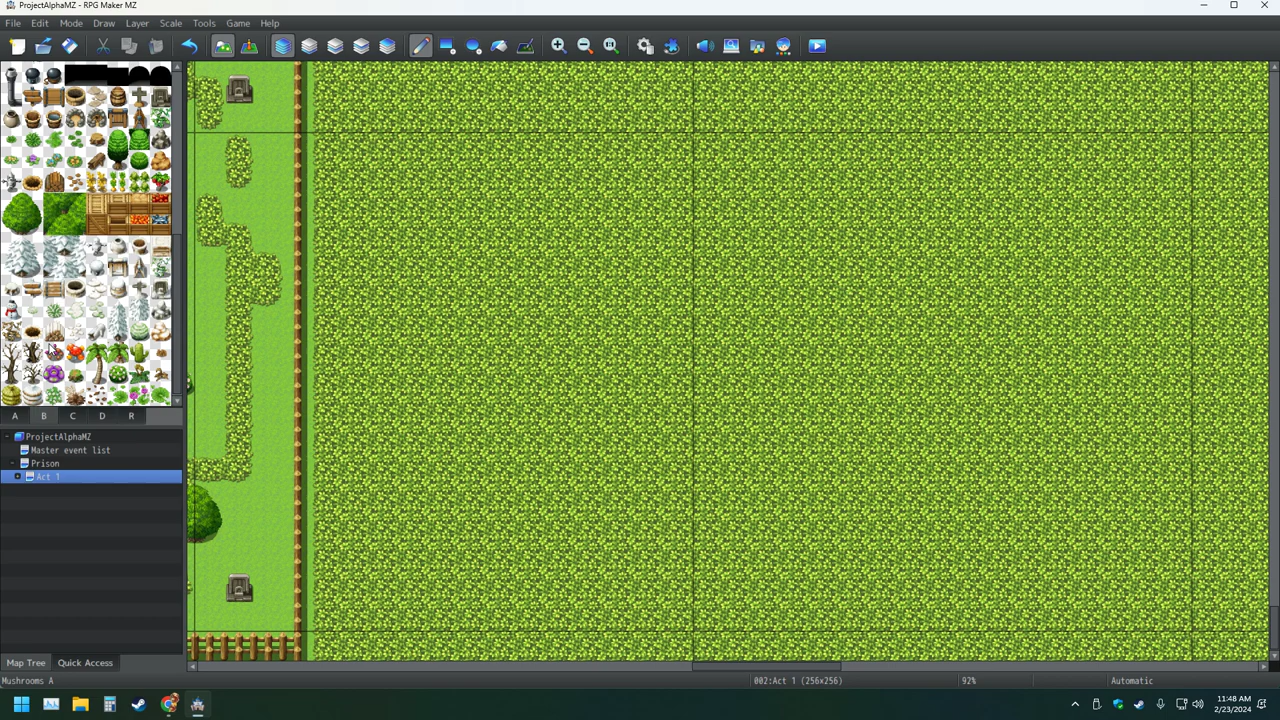 ProjectAlphaMZ - RPG Maker MZ
File Edit Mode Draw Layer Scale Tools Game Help
A B C D R
ProjectAlphaMZ
Master event list
Prison
Act 1
Map Tree Quick Access
Mushrooms A 002:Act 1 (256x256) 92% Automatic
11:48 AM
2/23/2024